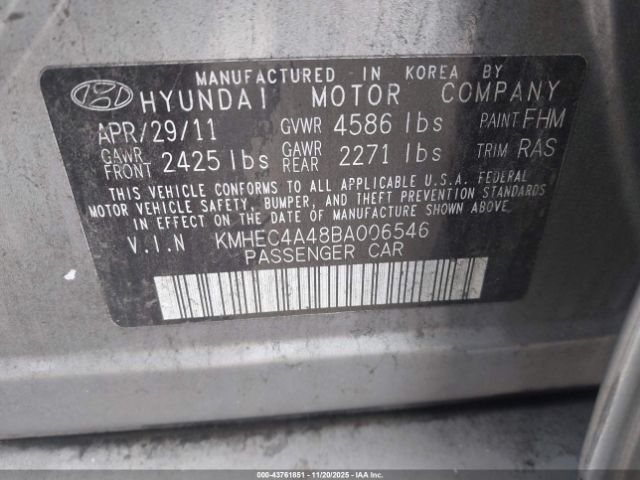 MANUFACTURED IN KOREA BY
HYUNDAI MOTOR COMPANY
APR/29/11 GVWR 4586 lbs PAINT FHM
GAWR FRONT 2425 lbs GAWR REAR 2271 lbs TRIM RAS
THIS VEHICLE CONFORMS TO ALL APPLICABLE U.S.A. FEDERAL
MOTOR VEHICLE SAFETY, BUMPER, AND THEFT PREVENTION STANDARDS
IN EFFECT ON THE DATE OF MANUFACTURE SHOWN ABOVE.
V.I.N KMHEC4A48BA006546
PASSENGER CAR
000-43761851 11/20/2025 Copart, Inc.